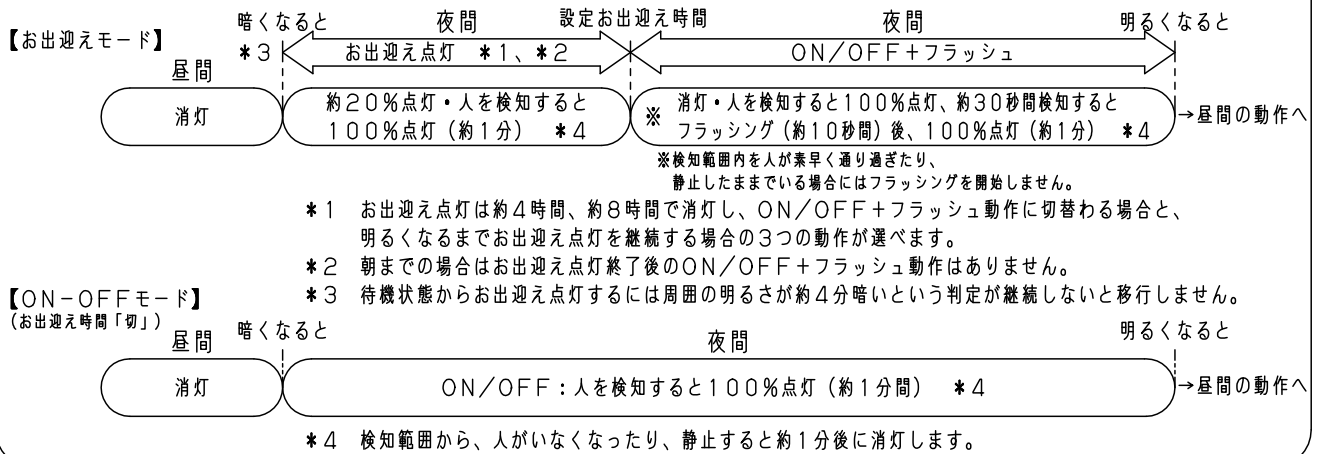 暗くなると 夜間 設定お出迎え時間 夜間 明るくなると
【お出迎えモード】
＊3 お出迎え点灯 ＊1、＊2 ON／OFF＋フラッシュ
昼間
消灯
約20％点灯・人を検知すると
100％点灯（約1分） ＊4
※ 消灯・人を検知すると100％点灯、約30秒間検知すると
フラッシング（約10秒間）後、100％点灯（約1分） ＊4
→昼間の動作へ
※検知範囲内を人が素早く通り過ぎたり、
静止したままでいる場合にはフラッシングを開始しません。
＊1 お出迎え点灯は約4時間、約8時間で消灯し、ON／OFF＋フラッシュ動作に切替わる場合と、
明るくなるまでお出迎え点灯を継続する場合の3つの動作が選べます。
＊2 朝までの場合はお出迎え点灯終了後のON／OFF＋フラッシュ動作はありません。
＊3 待機状態からお出迎え点灯するには周囲の明るさが約4分暗いという判定が継続しないと移行しません。
【ON－OFFモード】
（お出迎え時間「切」）
昼間 暗くなると 夜間 明るくなると
消灯 ON／OFF：人を検知すると100％点灯（約1分間） ＊4 →昼間の動作へ
＊4 検知範囲から、人がいなくなったり、静止すると約1分後に消灯します。